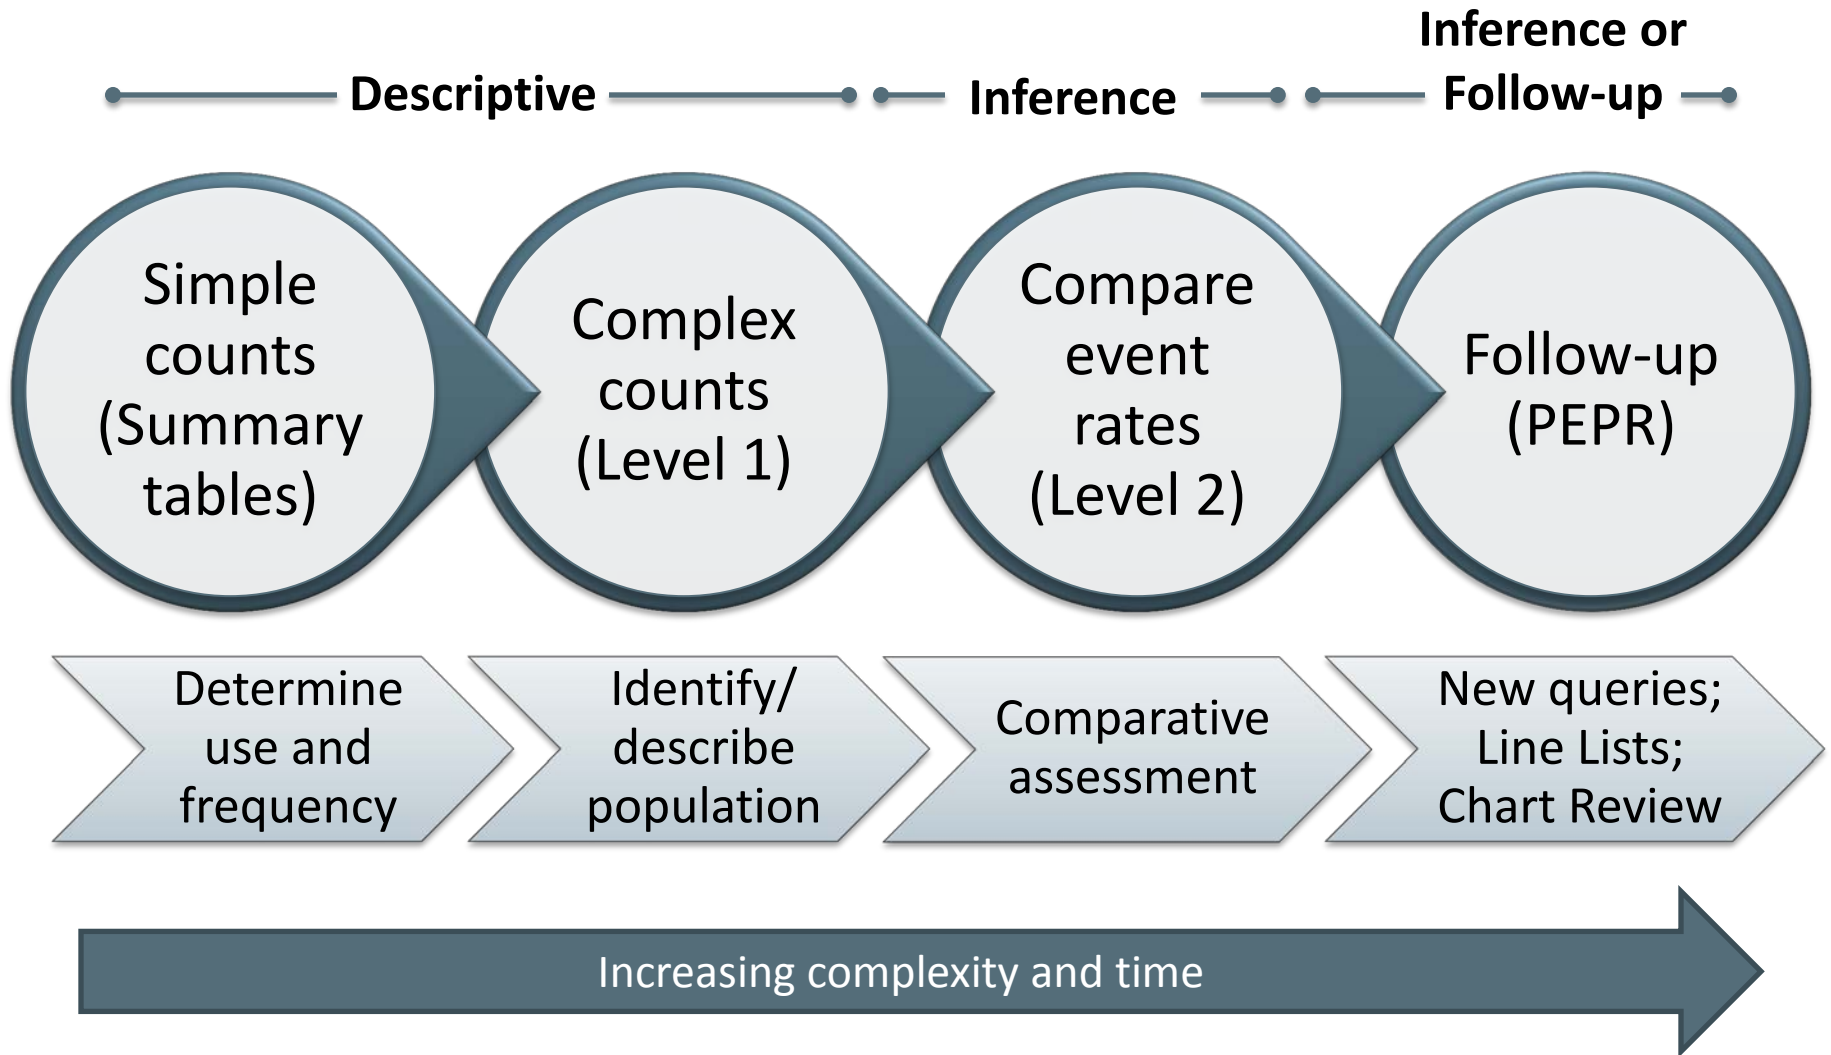 Descriptive
Inference
Inference or
Follow-up
Simple
counts
(Summary
tables)
Complex
counts
(Level 1)
Compare
event
rates
(Level 2)
Follow-up
(PEPR)
Determine
use and
frequency
Identify/
describe
population
Comparative
assessment
New queries;
Line Lists;
Chart Review
Increasing complexity and time